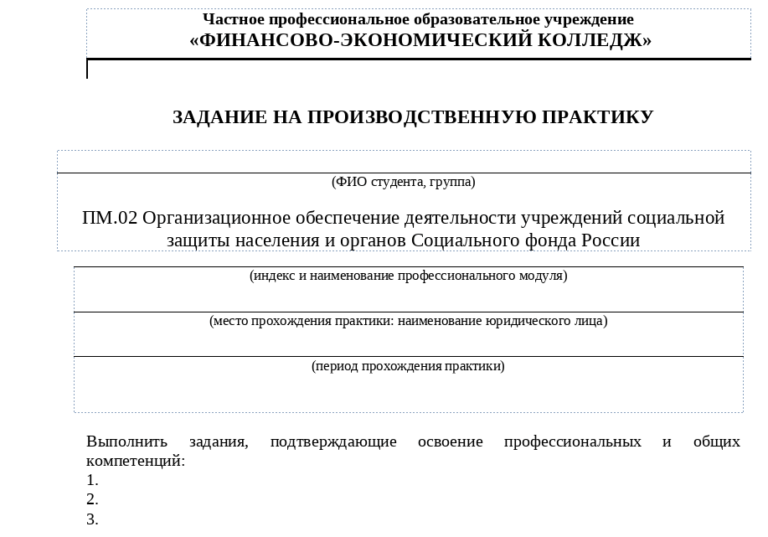 Частное профессиональное образовательное учреждение
«ФИНАНСОВО-ЭКОНОМИЧЕСКИЙ КОЛЛЕДЖ»
ЗАДАНИЕ НА ПРОИЗВОДСТВЕННУЮ ПРАКТИКУ
(ФИО студента, группа)
ПМ.02 Организационное обеспечение деятельности учреждений социальной
защиты населения и органов Социального фонда России
(индекс и наименование профессионального модуля)
(место прохождения практики: наименование юридического лица)
(период прохождения практики)
Выполнить задания, подтверждающие освоение профессиональных и общих
компетенций:
1.
2.
3.